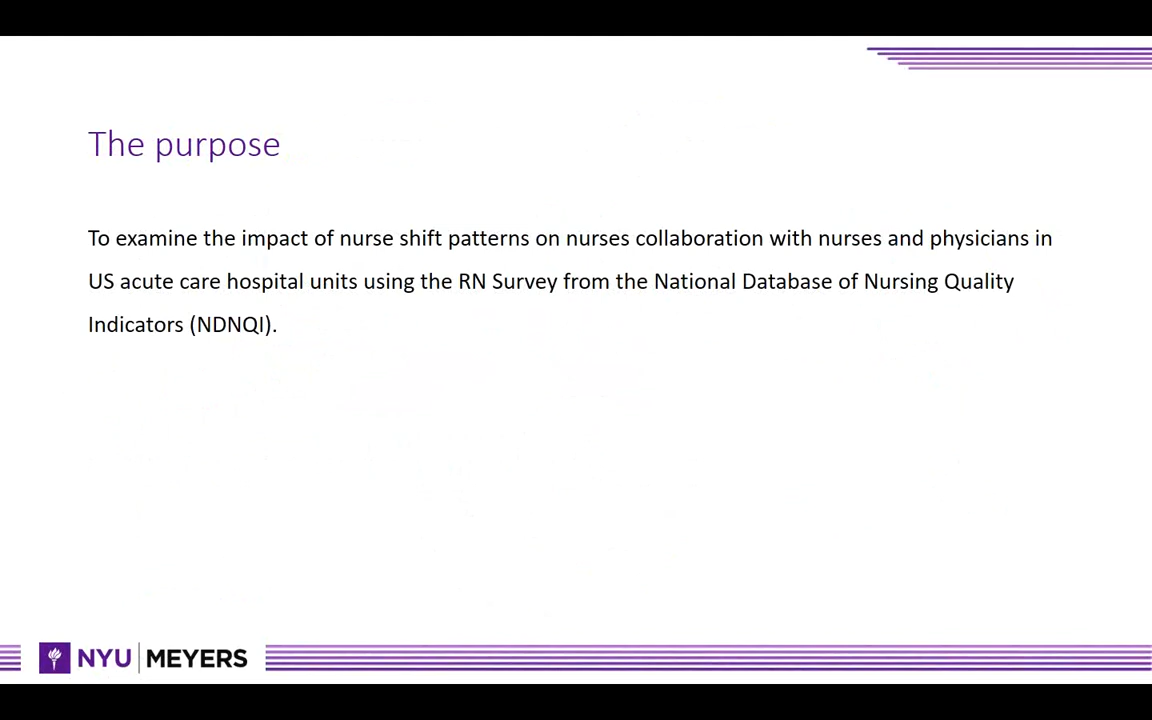 The purpose
To examine the impact of nurse shift patterns on nurses collaboration with nurses and physicians in
US acute care hospital units using the RN Survey from the National Database of Nursing Quality
Indicators (NDNQI).
NYU MEYERS